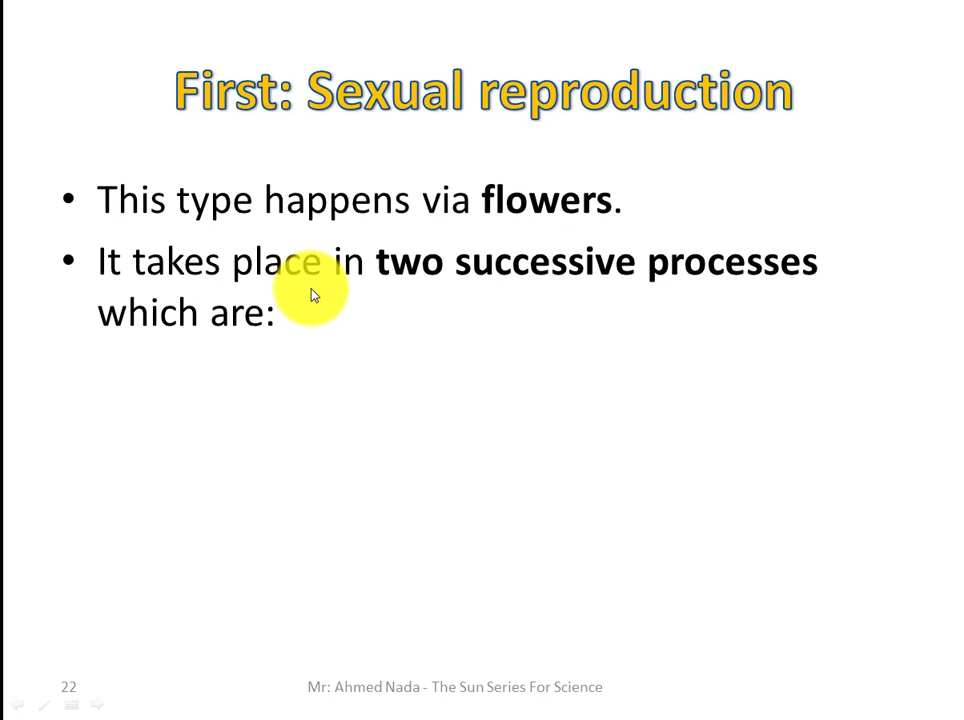 First: Sexual reproduction
• This type happens via flowers.
• It takes place in two successive processes
which are:
22
Mr: Ahmed Nada - The Sun Series For Science